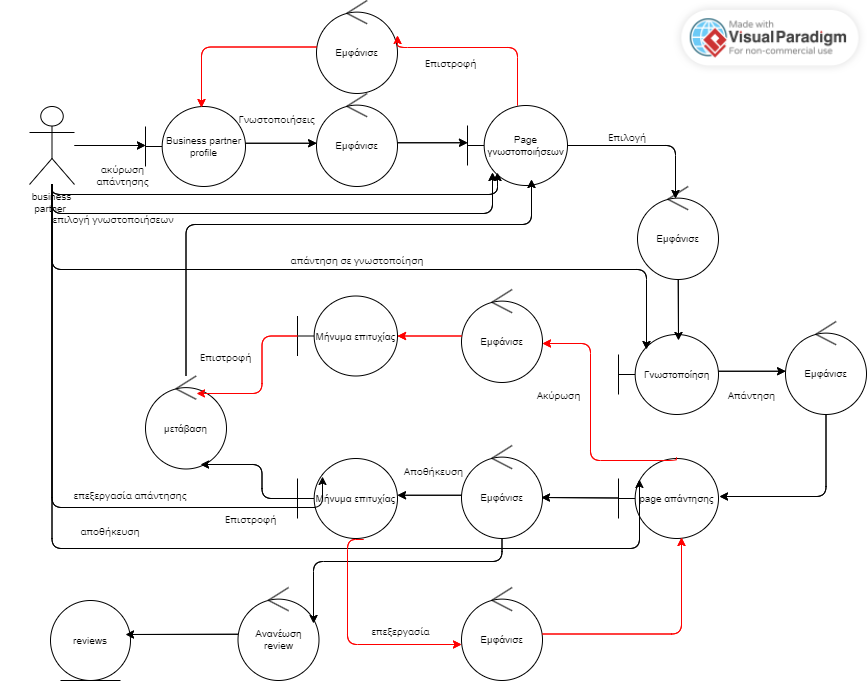 Made with
VisualParadigm
For non-commercial use
Εμφάνισε
Επιστροφή
Γνωστοποιήσεις
Business partner
profile
Εμφάνισε
Page
γνωστοποιήσεων
Επιλογή
ακύρωση
απάντησης
business
partner
επιλογή γνωστοποιήσεων
Εμφάνισε
απάντηση σε γνωστοποίηση
Μήνυμα επιτυχίας
Εμφάνισε
Επιστροφή
Γνωστοποίηση
Εμφάνισε
Ακύρωση
Απάντηση
μετάβαση
Αποθήκευση
επεξεργασία απάντησης
Μήνυμα επιτυχίας
Εμφάνισε
page απάντησης
Επιστροφή
αποθήκευση
reviews
Ανανέωση
review
επεξεργασία
Εμφάνισε